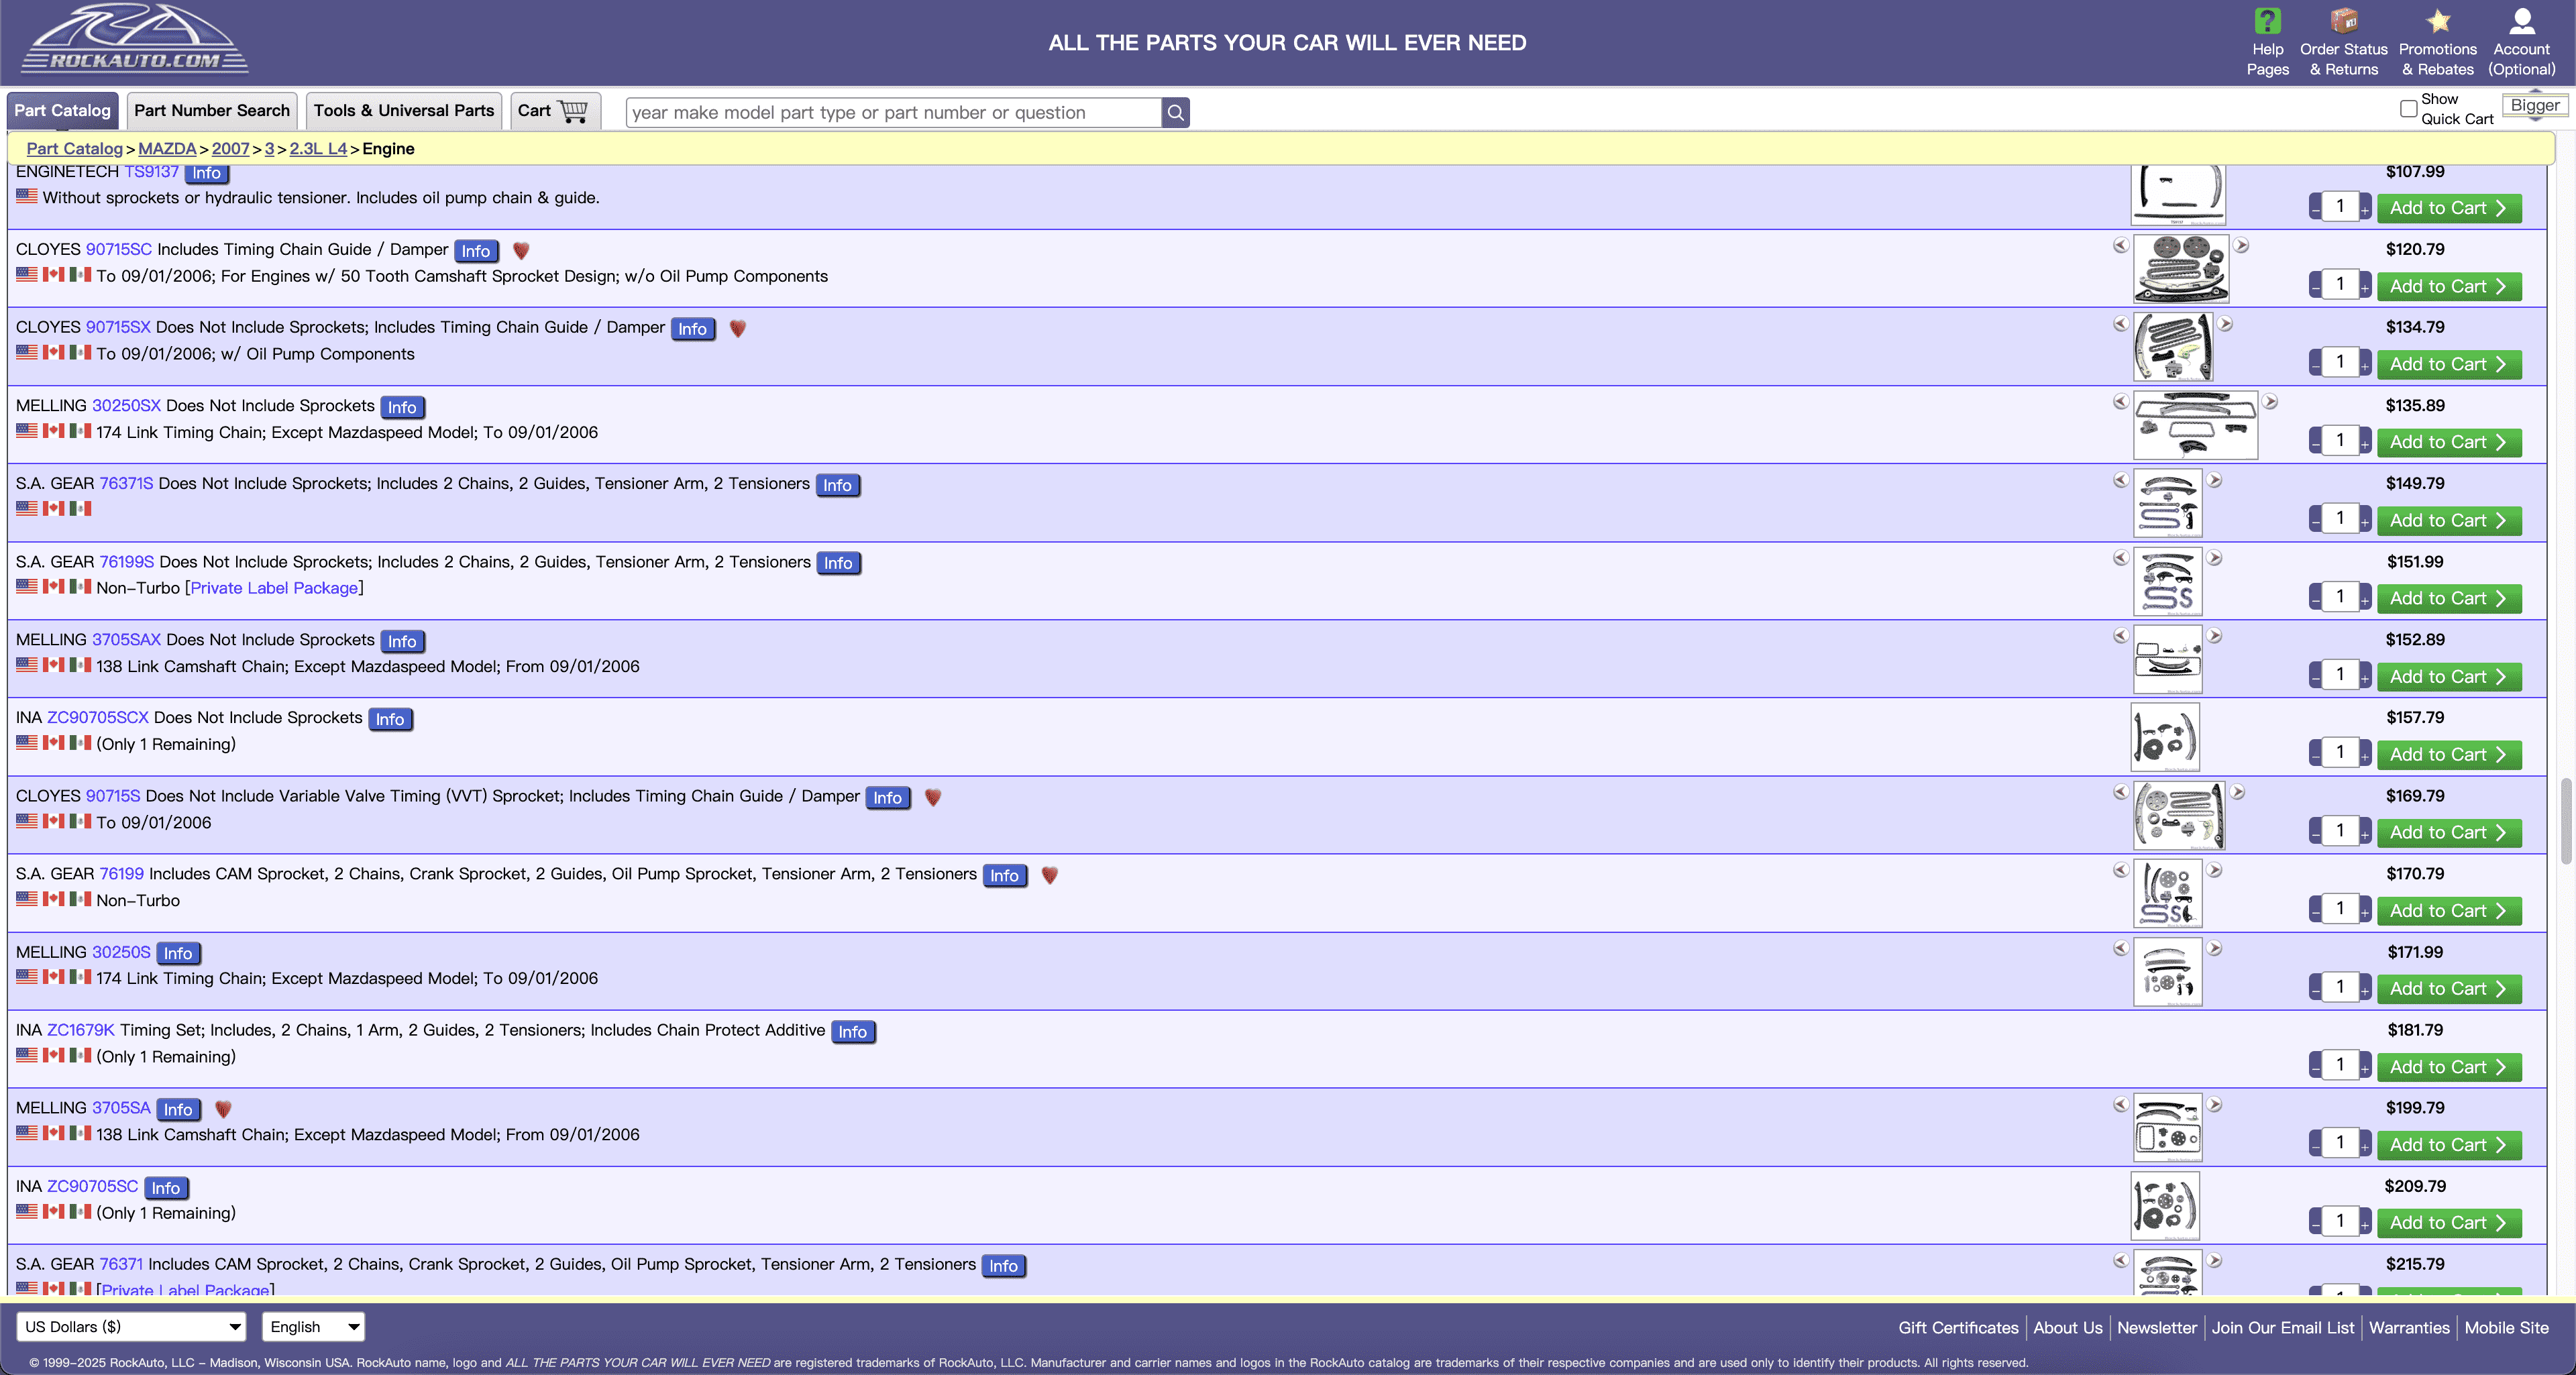 ROCKAUTO.COM
ALL THE PARTS YOUR CAR WILL EVER NEED
Help Pages
Order Status & Returns
Promotions & Rebates
Account (Optional)
Part Catalog
Part Number Search
Tools & Universal Parts
Cart
year make model part type or part number or question
Show Quick Cart
Bigger
Part Catalog > MAZDA > 2007 > 3 > 2.3L L4 > Engine
ENGINETECH TS9137 Info $107.99
Without sprockets or hydraulic tensioner. Includes oil pump chain & guide. 1 Add to Cart
CLOYES 90715SC Includes Timing Chain Guide / Damper Info $120.79
To 09/01/2006; For Engines w/ 50 Tooth Camshaft Sprocket Design; w/o Oil Pump Components 1 Add to Cart
CLOYES 90715SX Does Not Include Sprockets; Includes Timing Chain Guide / Damper Info $134.79
To 09/01/2006; w/ Oil Pump Components 1 Add to Cart
MELLING 30250SX Does Not Include Sprockets Info $135.89
174 Link Timing Chain; Except Mazdaspeed Model; To 09/01/2006 1 Add to Cart
S.A. GEAR 76371S Does Not Include Sprockets; Includes 2 Chains, 2 Guides, Tensioner Arm, 2 Tensioners Info $149.79
1 Add to Cart
S.A. GEAR 76199S Does Not Include Sprockets; Includes 2 Chains, 2 Guides, Tensioner Arm, 2 Tensioners Info $151.99
Non-Turbo [Private Label Package] 1 Add to Cart
MELLING 3705SAX Does Not Include Sprockets Info $152.89
138 Link Camshaft Chain; Except Mazdaspeed Model; From 09/01/2006 1 Add to Cart
INA ZC90705SCX Does Not Include Sprockets Info $157.79
(Only 1 Remaining) 1 Add to Cart
CLOYES 90715S Does Not Include Variable Valve Timing (VVT) Sprocket; Includes Timing Chain Guide / Damper Info $169.79
To 09/01/2006 1 Add to Cart
S.A. GEAR 76199 Includes CAM Sprocket, 2 Chains, Crank Sprocket, 2 Guides, Oil Pump Sprocket, Tensioner Arm, 2 Tensioners Info $170.79
Non-Turbo 1 Add to Cart
MELLING 30250S Info $171.99
174 Link Timing Chain; Except Mazdaspeed Model; To 09/01/2006 1 Add to Cart
INA ZC1679K Timing Set; Includes, 2 Chains, 1 Arm, 2 Guides, 2 Tensioners; Includes Chain Protect Additive Info $181.79
(Only 1 Remaining) 1 Add to Cart
MELLING 3705SA Info $199.79
138 Link Camshaft Chain; Except Mazdaspeed Model; From 09/01/2006 1 Add to Cart
INA ZC90705SC Info $209.79
(Only 1 Remaining) 1 Add to Cart
S.A. GEAR 76371 Includes CAM Sprocket, 2 Chains, Crank Sprocket, 2 Guides, Oil Pump Sprocket, Tensioner Arm, 2 Tensioners Info $215.79
[Private Label Package]
US Dollars ($)
English
Gift Certificates | About Us | Newsletter | Join Our Email List | Warranties | Mobile Site
© 1999-2025 RockAuto, LLC - Madison, Wisconsin USA. RockAuto name, logo and ALL THE PARTS YOUR CAR WILL EVER NEED are registered trademarks of RockAuto, LLC. Manufacturer and carrier names and logos in the RockAuto catalog are trademarks of their respective companies and are used only to identify their products. All rights reserved.